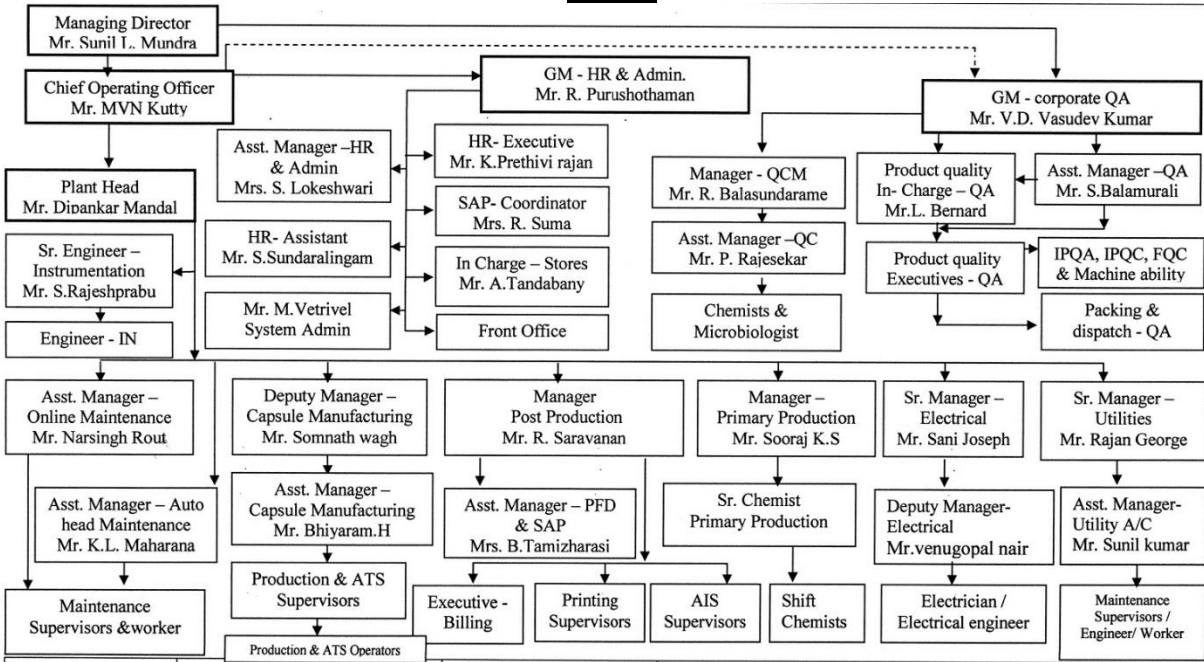 Managing Director
Mr. Sunil L. Mundra
Chief Operating Officer
Mr. MVN Kutty
GM - HR & Admin.
Mr. R. Purushothaman
GM - corporate QA
Mr. V.D. Vasudev Kumar
Plant Head
Mr. Dipankar Mandal
Asst. Manager –HR
& Admin
Mrs. S. Lokeshwari
HR- Executive
Mr. K.Prethivi rajan
SAP- Coordinator
Mrs. R. Suma
HR- Assistant
Mr. S.Sundaralingam
In Charge – Stores
Mr. A.Tandabany
Mr. M.Vetrivel
System Admin
Front Office
Manager - QCM
Mr. R. Balasundarame
Asst. Manager –QC
Mr. P. Rajesekar
Chemists &
Microbiologist
Product quality
In- Charge – QA
Mr.L. Bernard
Asst. Manager –QA
Mr. S.Balamurali
Product quality
Executives - QA
IPQA, IPQC, FQC
& Machine ability
Packing &
dispatch - QA
Sr. Engineer –
Instrumentation
Mr. S.Rajeshprabu
Engineer - IN
Asst. Manager –
Online Maintenance
Mr. Narsingh Rout
Deputy Manager –
Capsule Manufacturing
Mr. Somnath wagh
Manager
Post Production
Mr. R. Saravanan
Manager –
Primary Production
Mr. Sooraj K.S
Sr. Manager –
Electrical
Mr. Sani Joseph
Sr. Manager –
Utilities
Mr. Rajan George
Asst. Manager – Auto
head Maintenance
Mr. K.L. Maharana
Asst. Manager –
Capsule Manufacturing
Mr. Bhiyaram.H
Asst. Manager – PFD
& SAP
Mrs. B.Tamizharasi
Sr. Chemist
Primary Production
Deputy Manager-
Electrical
Mr.venugopal nair
Asst. Manager-
Utility A/C
Mr. Sunil kumar
Maintenance
Supervisors &worker
Production & ATS
Supervisors
Production & ATS Operators
Executive -
Billing
Printing
Supervisors
AIS
Supervisors
Shift
Chemists
Electrician /
Electrical engineer
Maintenance
Supervisors /
Engineer/ Worker